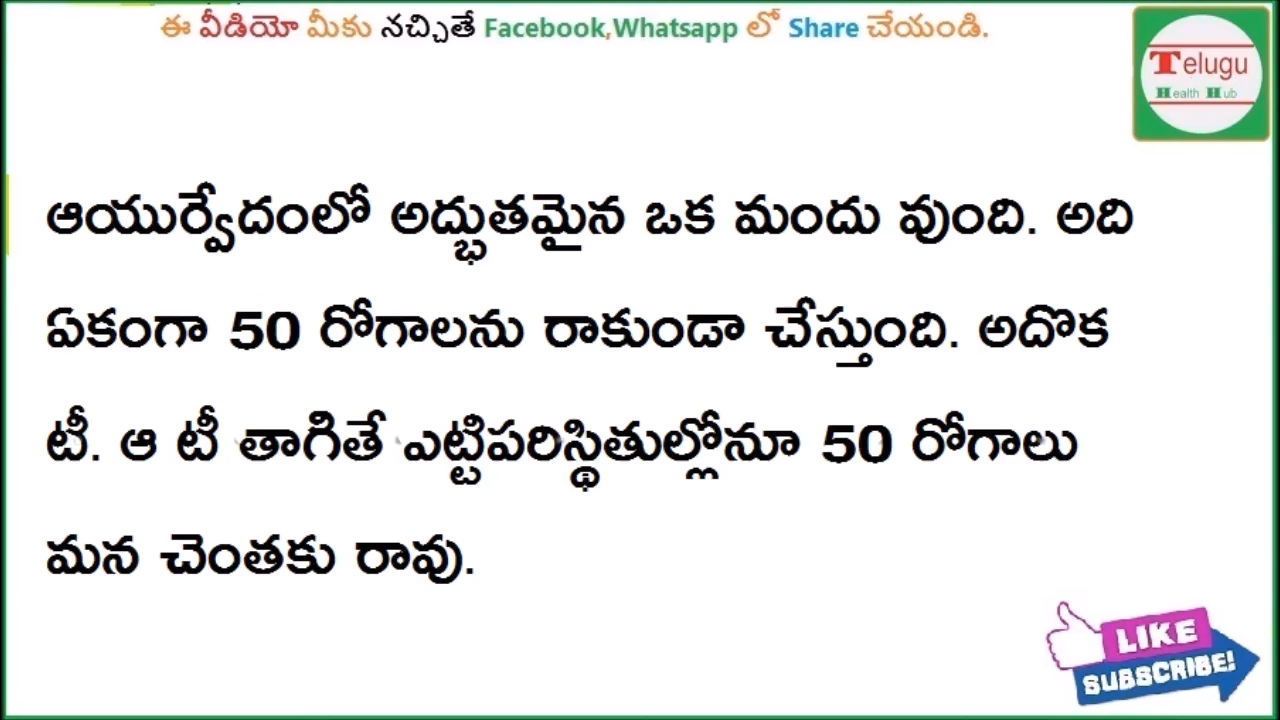 ఈ వీడియో మీకు నచ్చితే Facebook,Whatsapp లో Share చేయండి.
Telugu
Health Hub
ఆయుర్వేదంలో అద్భుతమైన ఒక మందు వుంది. అది
ఏకంగా 50 రోగాలను రాకుండా చేస్తుంది. అదొక
టీ. ఆ టీ తాగితే ఎట్టిపరిస్థితుల్లోనూ 50 రోగాలు
మన చెంతకు రావు.
LIKE
SUBSCRIBE!